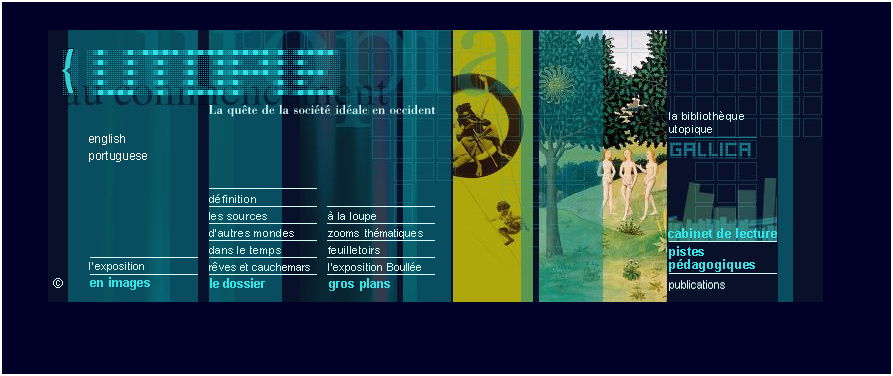 utopia
{UTOPIE
au commencement
La quête de la société idéale en occident
english
portuguese
l'exposition
en images
©
définition
les sources
d'autres mondes
dans le temps
rêves et cauchemars
le dossier
à la loupe
zooms thématiques
feuilletoirs
l'exposition Boullée
gros plans
la bibliothèque
utopique
GALLICA
cabinet de lecture
pistes
pédagogiques
publications